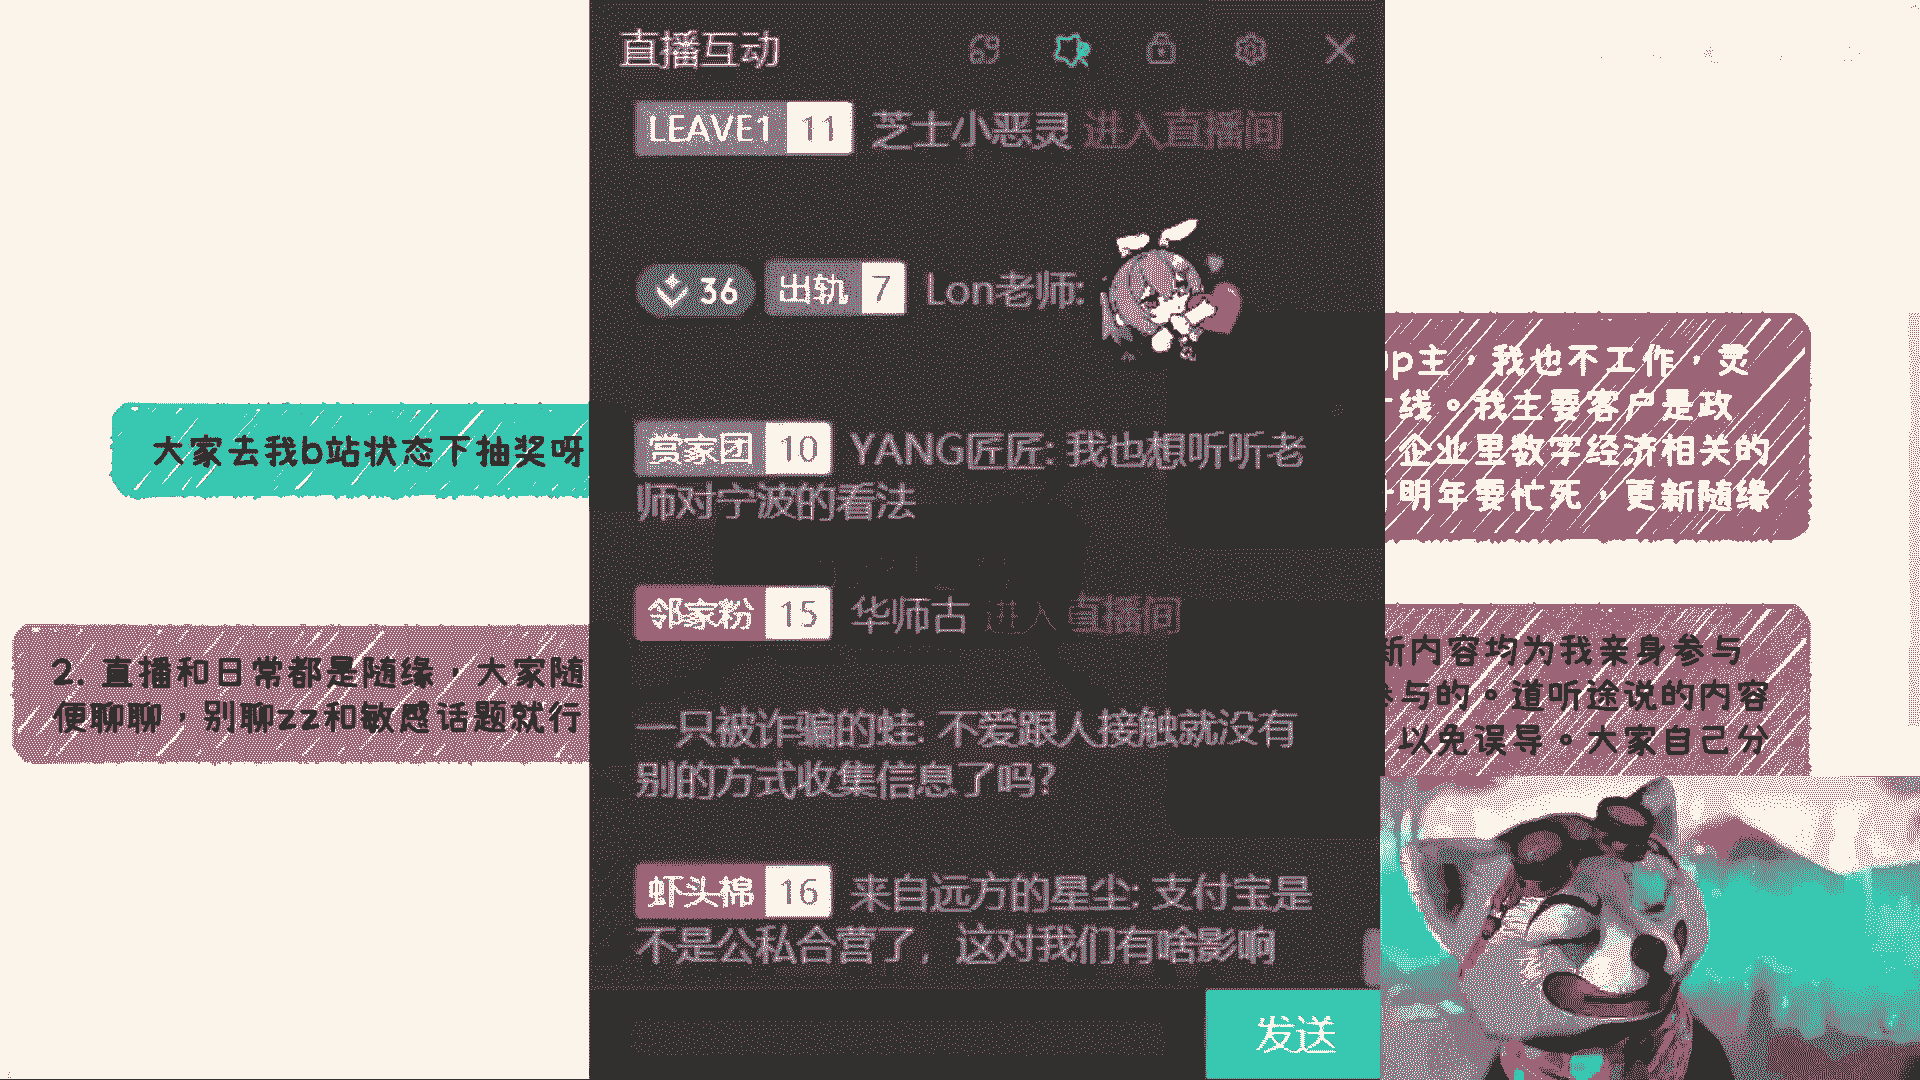 直播互动
LEAVE1 11 芝士小恶灵 进入直播间
36 出轨 7 Lon老师:
赏家团 10 YANG匠匠: 我也想听听老
师对宁波的看法
邻家粉 15 华师古 进入 直播间
一只被诈骗的蛙: 不爱跟人接触就没有
别的方式收集信息了吗?
虾头棉 16 来自远方的星尘: 支付宝是
不是公私合营了，这对我们有啥影响
发送
大家去我b站状态下抽奖呀
2. 直播和日常都是随缘，大家随
便聊聊，别聊zz和敏感话题就行
up主，我也不工作，灵
线。我主要客户是政
企业里数字经济相关的
明年要忙死，更新随缘
新内容均为我亲身参与
参与的。道听途说的内容
以免误导。大家自己分